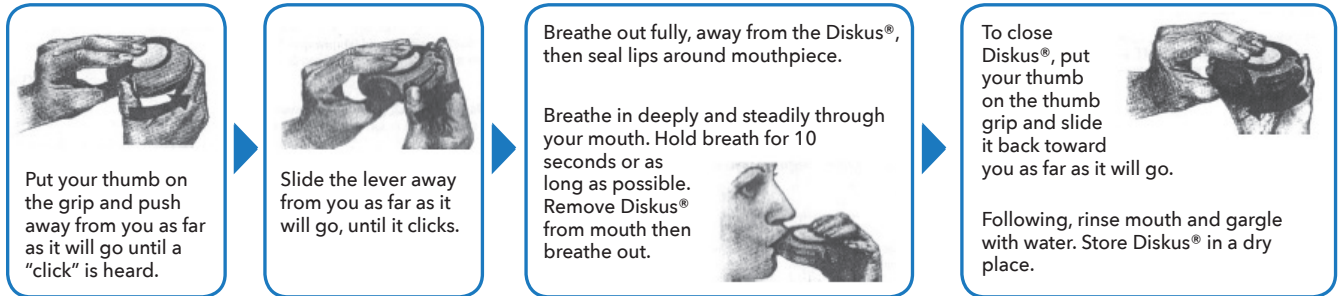 Put your thumb on
the grip and push
away from you as far
as it will go until a
“click” is heard.
Slide the lever away
from you as far as it
will go, until it clicks.
Breathe out fully, away from the Diskus®,
then seal lips around mouthpiece.
Breathe in deeply and steadily through
your mouth. Hold breath for 10
seconds or as
long as possible.
Remove Diskus®
from mouth then
breathe out.
To close
Diskus®, put
your thumb
on the thumb
grip and slide
it back toward
you as far as it will go.
Following, rinse mouth and gargle
with water. Store Diskus® in a dry
place.